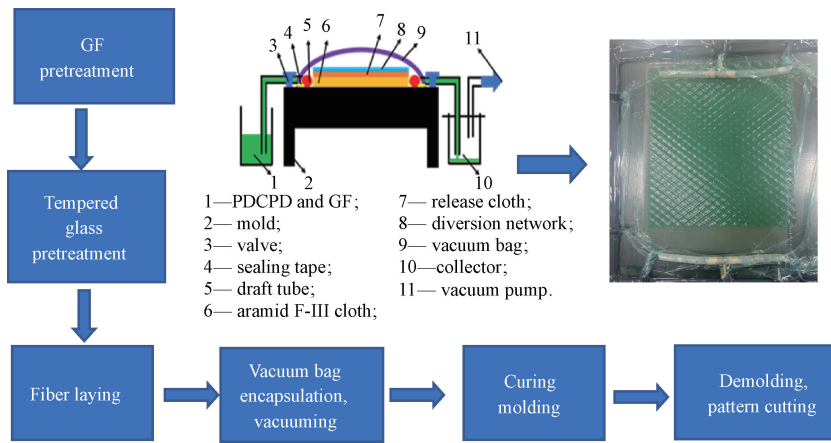 GF
pretreatment
Tempered
glass
pretreatment
Fiber laying
Vacuum bag
encapsulation,
vacuuming
Curing
molding
Demolding,
pattern cutting
3
4
5
6
7
8
9
11
1
2
10
1—PDCPD and GF;
2— mold;
3— valve;
4— sealing tape;
5— draft tube;
6— aramid F-III cloth;
7— release cloth;
8— diversion network;
9— vacuum bag;
10—collector;
11— vacuum pump.